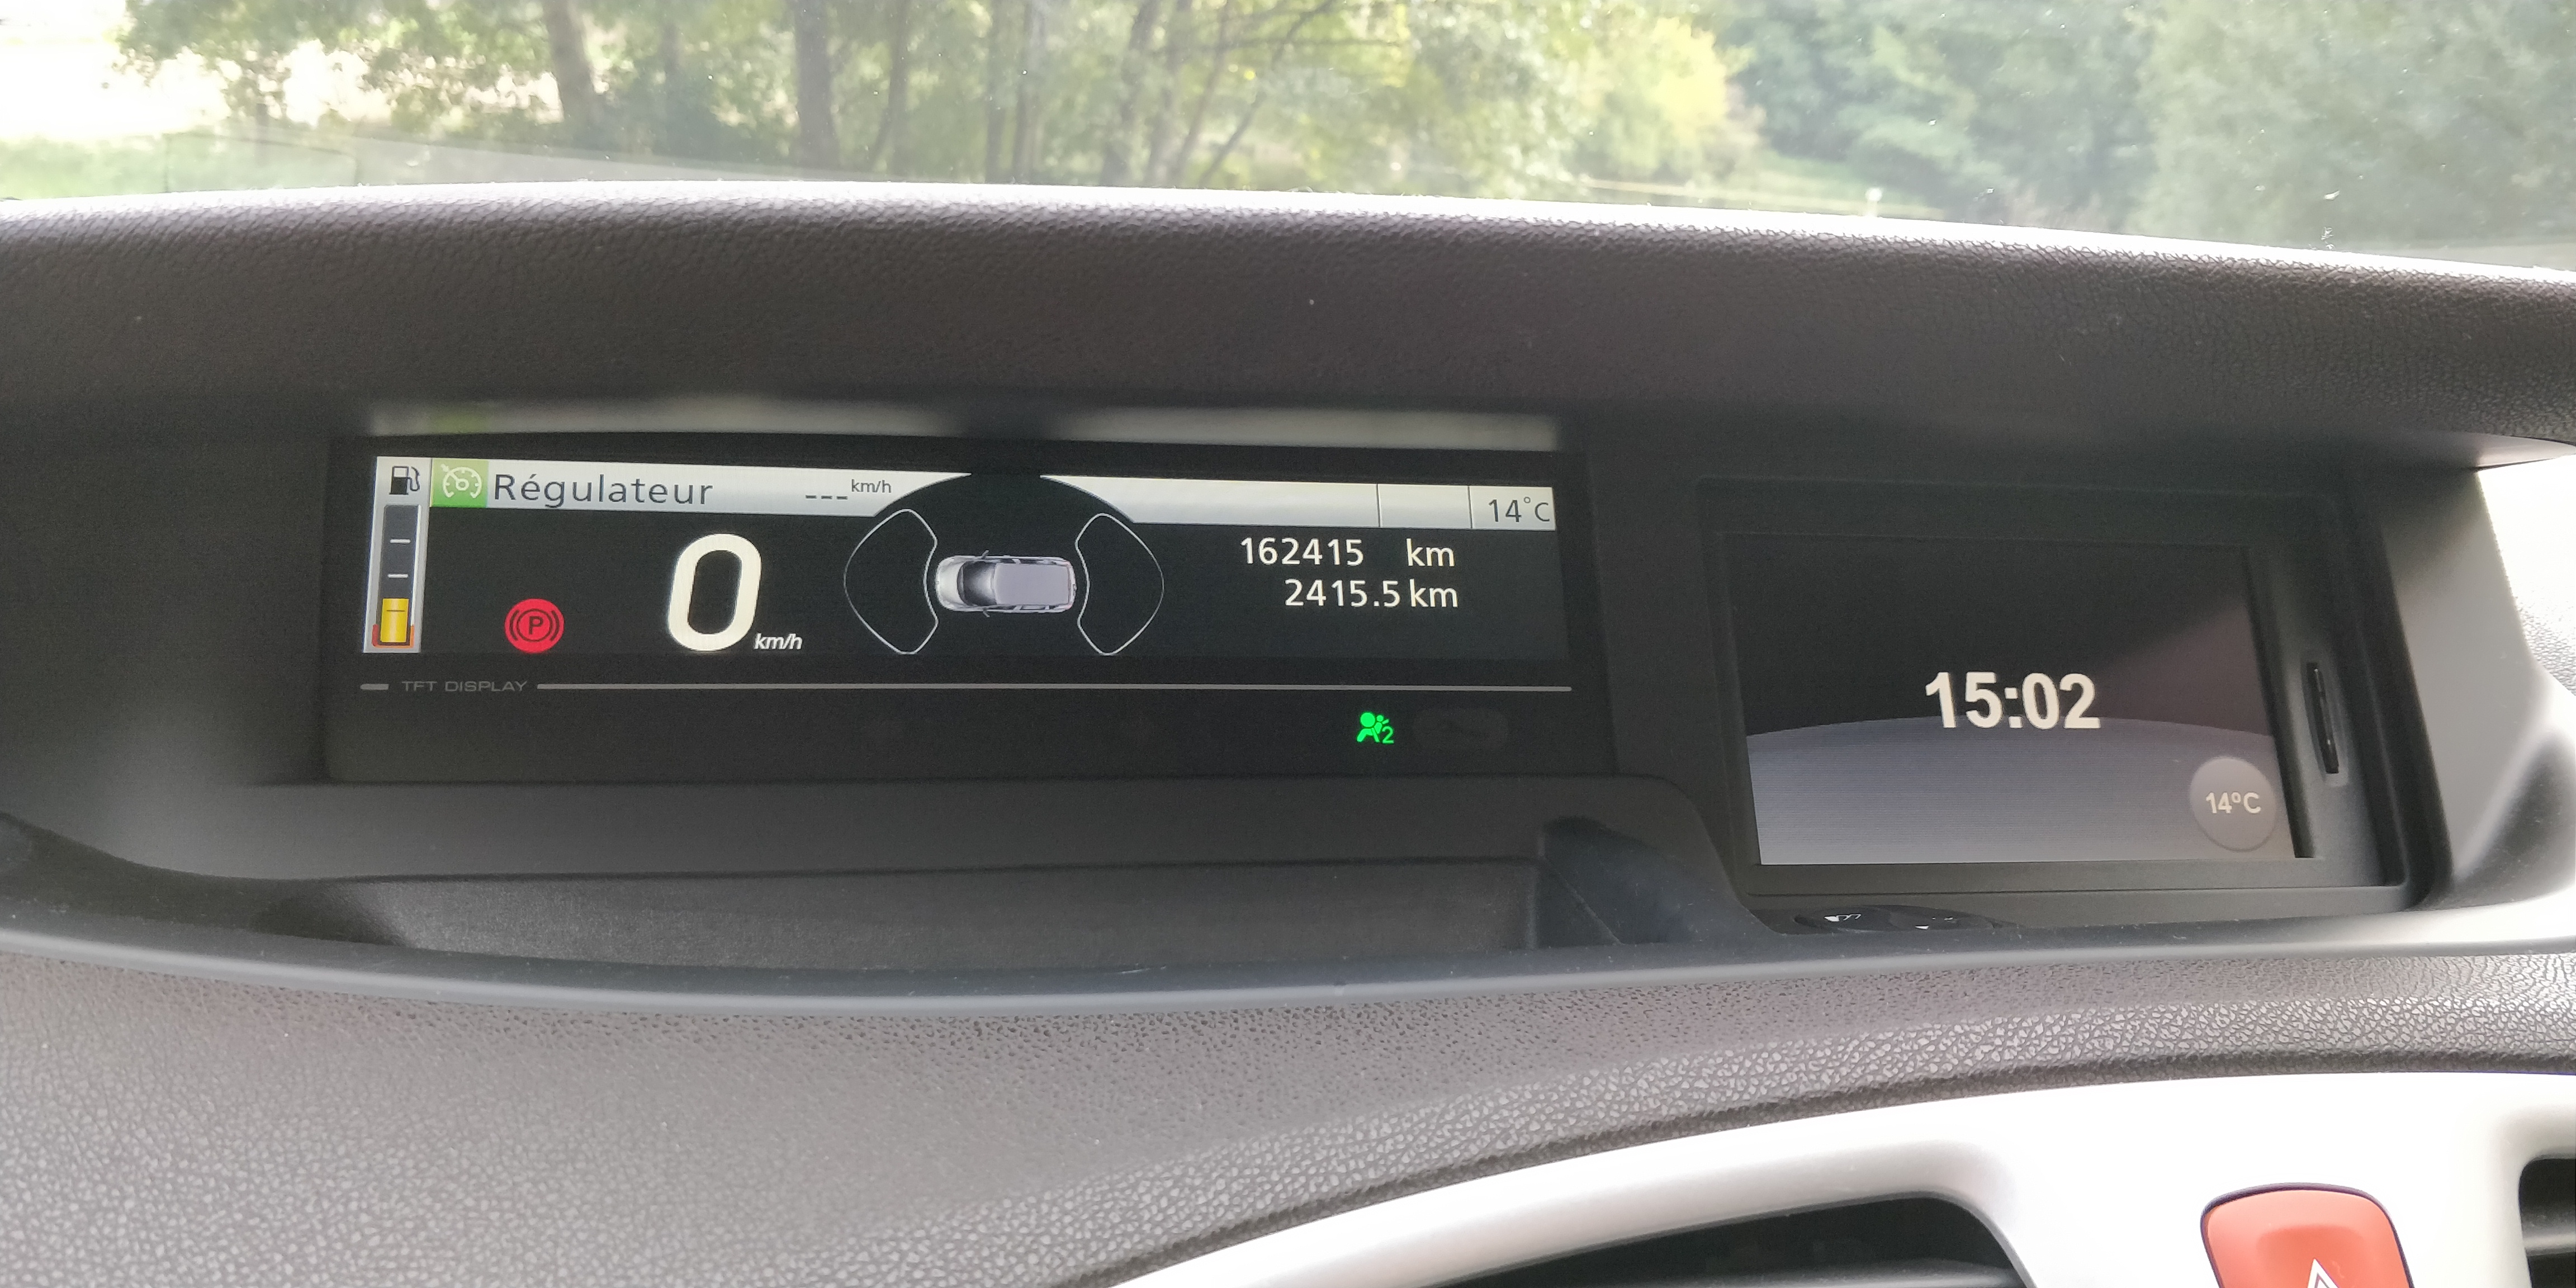 Régulateur --- km/h
14°C
162415 km
2415.5 km
P
0 km/h
TFT DISPLAY
2
15:02
14°C